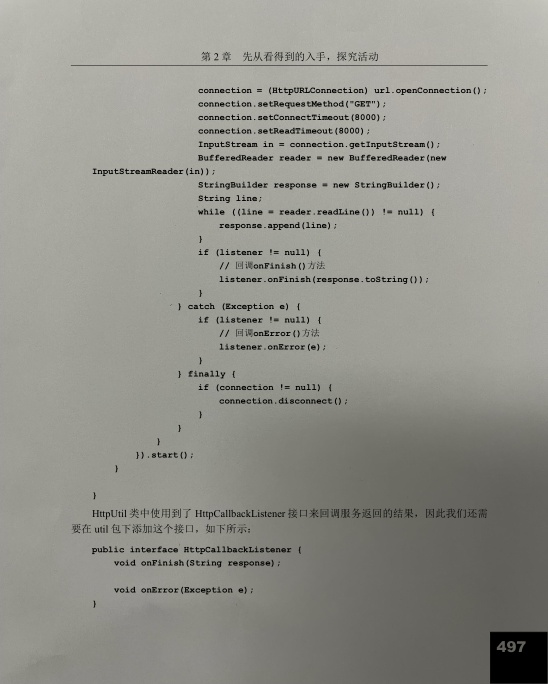 第 2 章 先从看得到的入手，探究活动
connection = (HttpURLConnection) url.openConnection();
connection.setRequestMethod("GET");
connection.setConnectTimeout(8000);
connection.setReadTimeout(8000);
InputStream in = connection.getInputStream();
BufferedReader reader = new BufferedReader(new
InputStreamReader(in));
StringBuilder response = new StringBuilder();
String line;
while ((line = reader.readLine()) != null) {
response.append(line);
}
if (listener != null) {
// 回调onFinish()方法
listener.onFinish(response.toString());
}
} catch (Exception e) {
if (listener != null) {
// 回调onError()方法
listener.onError(e);
}
} finally {
if (connection != null) {
connection.disconnect();
}
}
}
}).start();
}
}
HttpUtil 类中使用到了 HttpCallbackListener 接口来回调服务返回的结果，因此我们还需
要在 util 包下添加这个接口，如下所示：
public interface HttpCallbackListener {
void onFinish(String response);
void onError(Exception e);
}
497